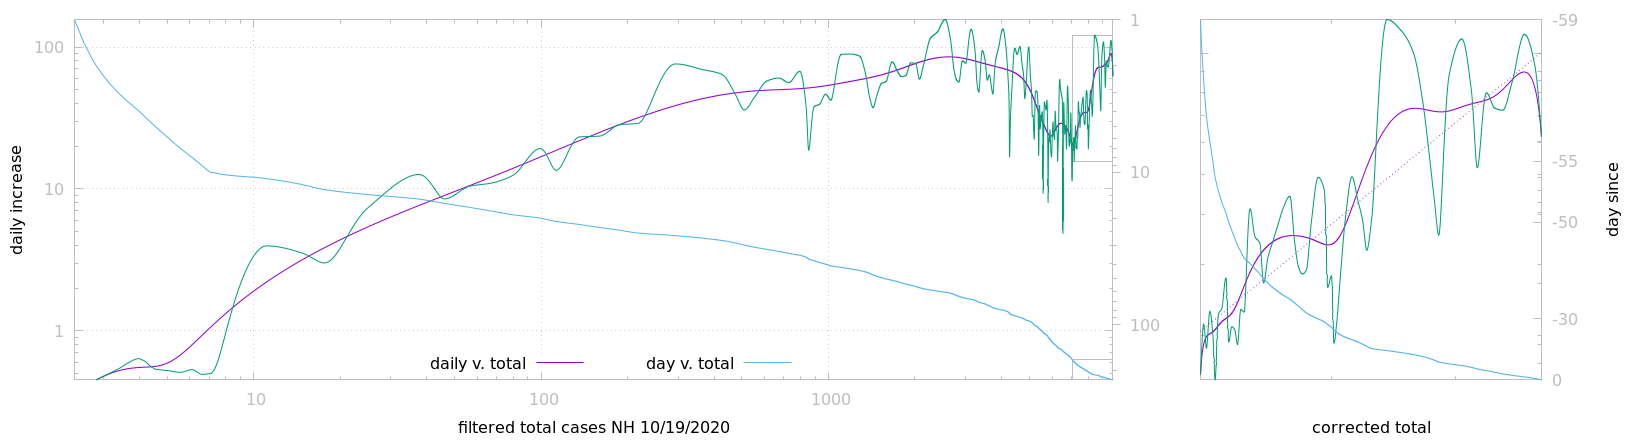 daily increase
100
10
1
10
100
1000
filtered total cases NH 10/19/2020
daily v. total
day v. total
1
10
100
-59
-55
-50
-30
0
day since
corrected total